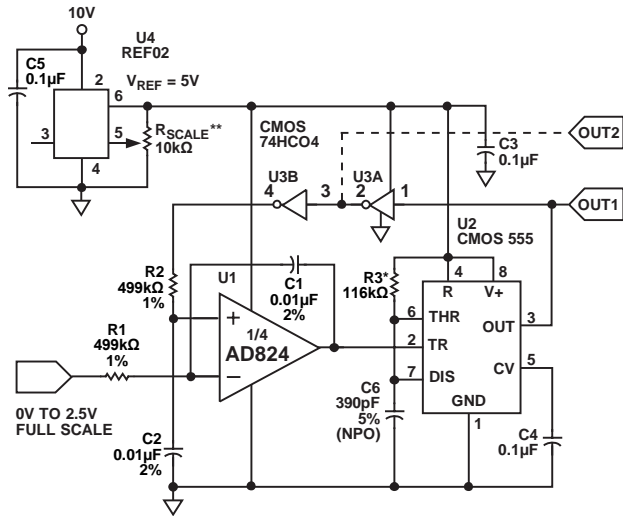 10V
U4
REF02
C5
0.1µF
2
VREF = 5V
6
3
5
RSCALE**
10kΩ
4
CMOS
74HCO4
C3
0.1µF
OUT2
U3B
4
3
U3A
2
1
OUT1
U2
CMOS 555
R2
499kΩ
1%
U1
C1
0.01µF
2%
R3*
116kΩ
4
8
R
V+
6
THR
OUT
3
+
1/4
AD824
–
2
TR
R1
499kΩ
1%
7
DIS
CV
5
0V TO 2.5V
FULL SCALE
C6
390pF
5%
(NPO)
GND
1
C2
0.01µF
2%
C4
0.1µF